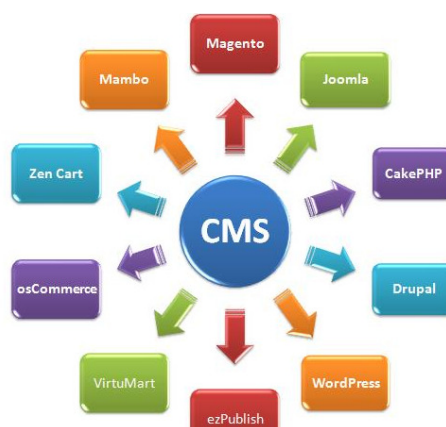 Magento
Mambo
Joomla
Zen Cart
CakePHP
CMS
osCommerce
Drupal
VirtuMart
WordPress
ezPublish